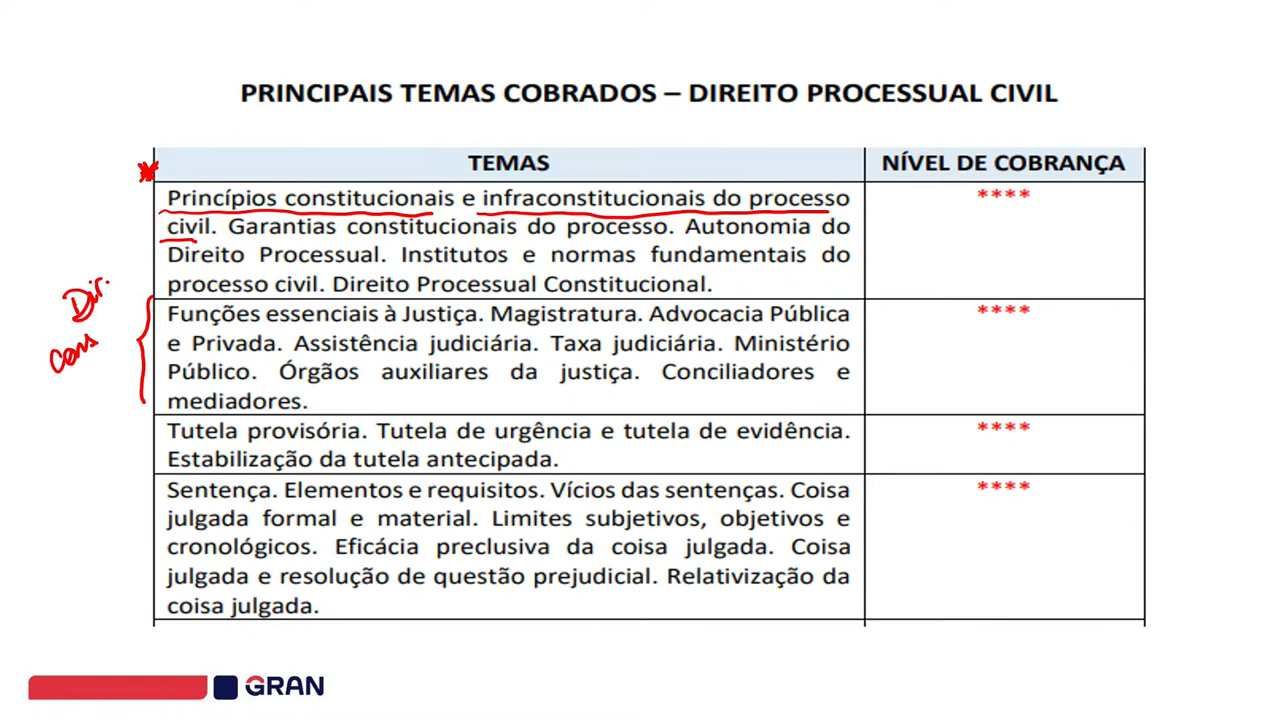 PRINCIPAIS TEMAS COBRADOS – DIREITO PROCESSUAL CIVIL
TEMAS
NÍVEL DE COBRANÇA
Princípios constitucionais e infraconstitucionais do processo
civil. Garantias constitucionais do processo. Autonomia do
Direito Processual. Institutos e normas fundamentais do
processo civil. Direito Processual Constitucional.
****
Dir.
Cons
Funções essenciais à Justiça. Magistratura. Advocacia Pública
e Privada. Assistência judiciária. Taxa judiciária. Ministério
Público. Órgãos auxiliares da justiça. Conciliadores e
mediadores.
****
Tutela provisória. Tutela de urgência e tutela de evidência.
Estabilização da tutela antecipada.
****
Sentença. Elementos e requisitos. Vícios das sentenças. Coisa
julgada formal e material. Limites subjetivos, objetivos e
cronológicos. Eficácia preclusiva da coisa julgada. Coisa
julgada e resolução de questão prejudicial. Relativização da
coisa julgada.
****
GRAN